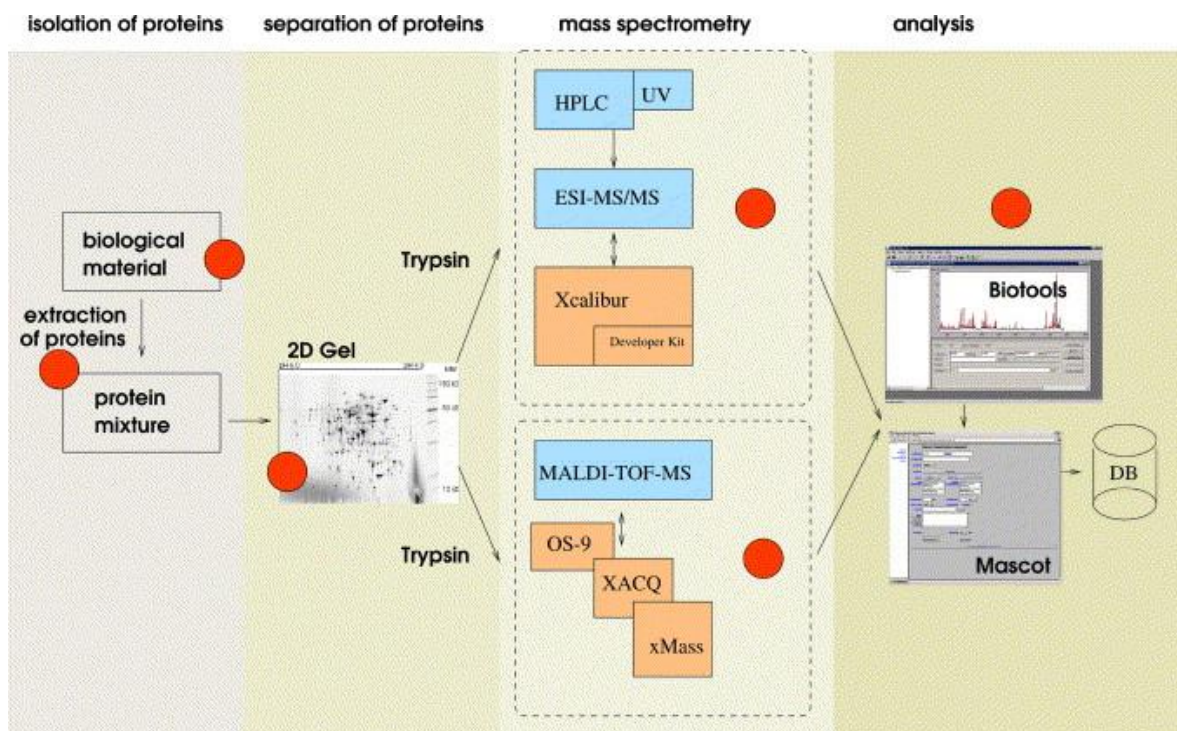 isolation of proteins
separation of proteins
mass spectrometry
analysis
biological
material
extraction
of proteins
protein
mixture
2D Gel
Trypsin
Trypsin
HPLC
UV
ESI-MS/MS
Xcalibur
Developer Kit
MALDI-TOF-MS
OS-9
XACQ
xMass
Biotools
Mascot
DB